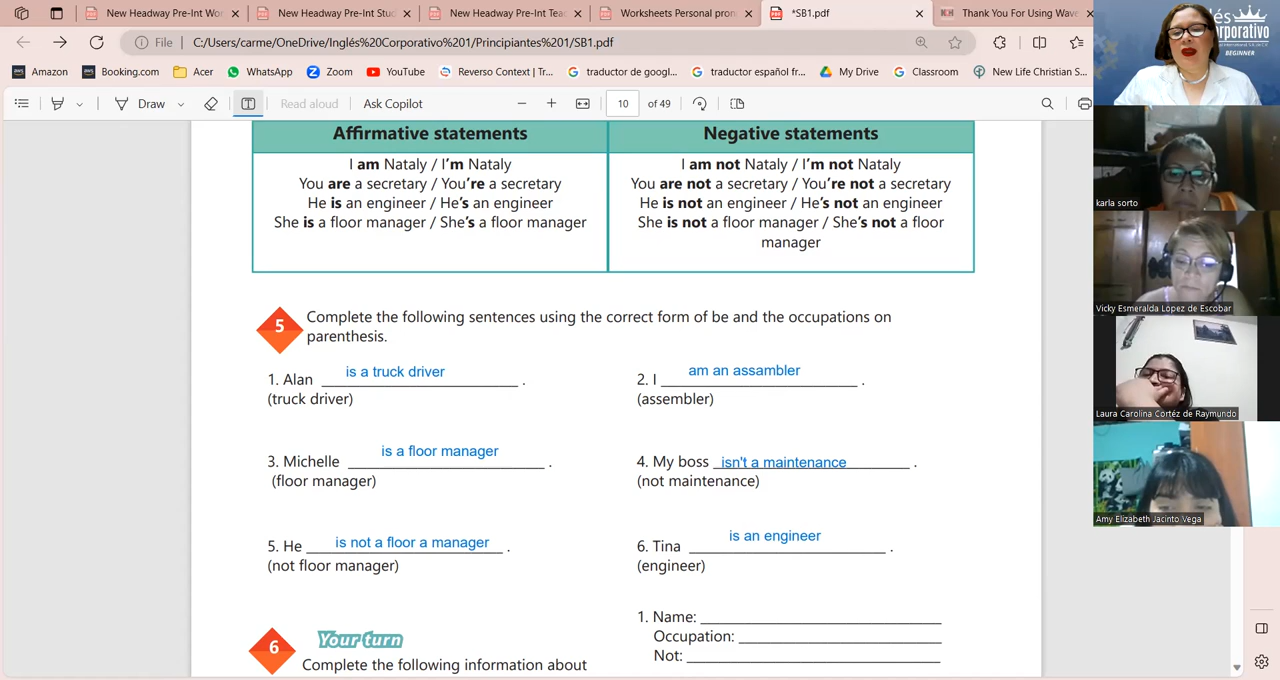 New Headway Pre-Int Wor
New Headway Pre-Int Stud
New Headway Pre-Int Teac
Worksheets Personal pron
*SB1.pdf
Thank You For Using Wave
File
C:/Users/carme/OneDrive/Inglés%20Corporativo%201/Principiantes%201/SB1.pdf
Amazon
Booking.com
Acer
WhatsApp
Zoom
YouTube
Reverso Context | Tr...
traductor de googl...
traductor español fr...
My Drive
Classroom
New Life Christian S...
Draw
Read aloud
Ask Copilot
10
of 49
Affirmative statements
Negative statements
I am Nataly / I'm Nataly
You are a secretary / You're a secretary
He is an engineer / He's an engineer
She is a floor manager / She's a floor manager
I am not Nataly / I'm not Nataly
You are not a secretary / You're not a secretary
He is not an engineer / He's not an engineer
She is not a floor manager / She's not a floor
manager
5
Complete the following sentences using the correct form of be and the occupations on
parenthesis.
1. Alan is a truck driver .
(truck driver)
2. I am an assambler .
(assembler)
3. Michelle is a floor manager .
(floor manager)
4. My boss isn't a maintenance .
(not maintenance)
5. He is not a floor a manager .
(not floor manager)
6. Tina is an engineer .
(engineer)
6
Your turn
Complete the following information about
1. Name:
Occupation:
Not:
orporativo
BEGINNER
karla sorto
Vicky Esmeralda Lopez de Escobar
Laura Carolina Cortéz de Raymundo
Amy Elizabeth Jacinto Vega